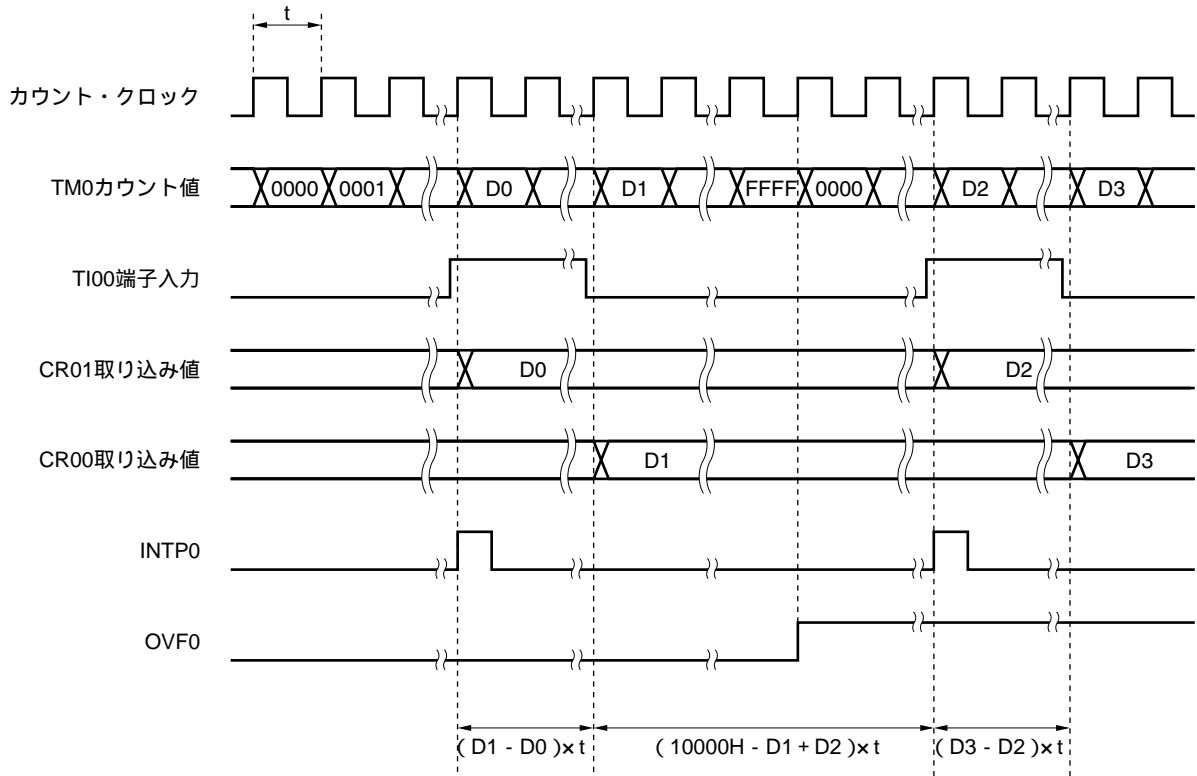 t
カウント・クロック
TM0カウント値
0000 0001 D0 D1 FFFF 0000 D2 D3
TI00端子入力
CR01取り込み値
D0 D2
CR00取り込み値
D1 D3
INTP0
OVF0
(D1 - D0)×t (10000H - D1 + D2)×t (D3 - D2)×t